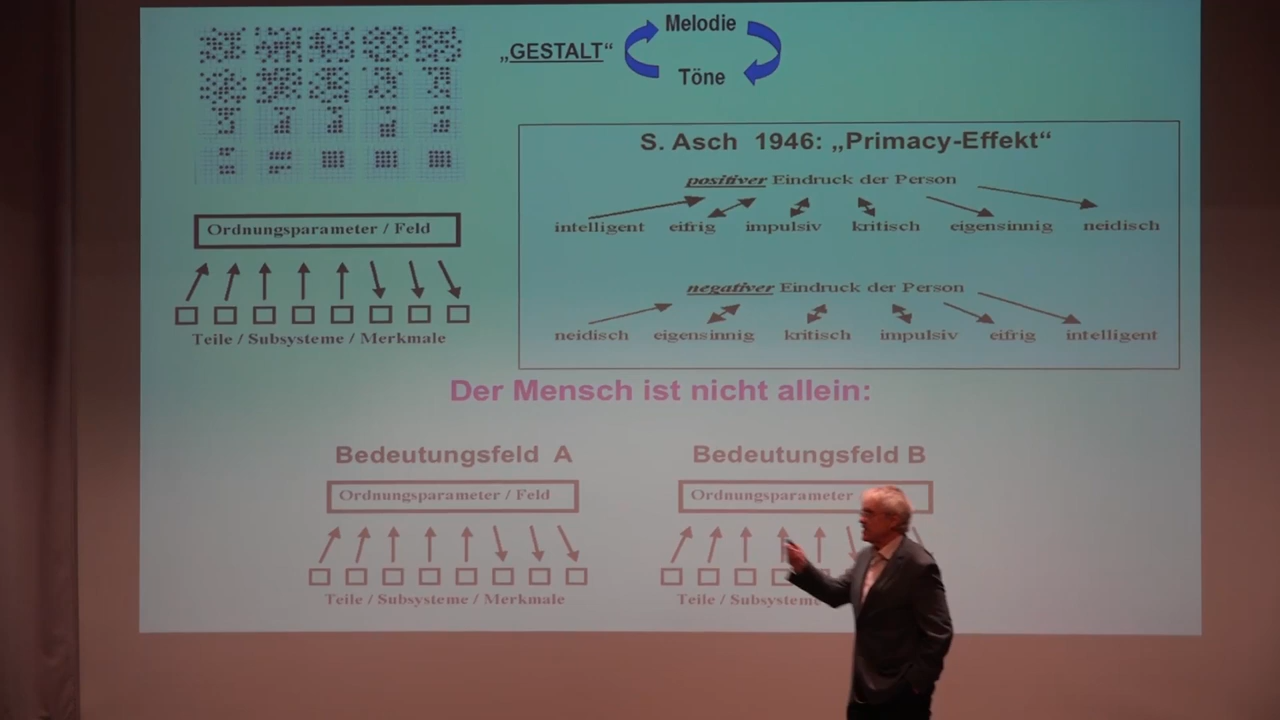 Melodie
„GESTALT“
Töne
S. Asch 1946: „Primacy-Effekt“
positiver Eindruck der Person
intelligent eifrig impulsiv kritisch eigensinnig neidisch
negativer Eindruck der Person
neidisch eigensinnig kritisch impulsiv eifrig intelligent
Ordnungsparameter / Feld
Teile / Subsysteme / Merkmale
Der Mensch ist nicht allein:
Bedeutungsfeld A
Ordnungsparameter / Feld
Teile / Subsysteme / Merkmale
Bedeutungsfeld B
Ordnungsparameter
Teile / Subsysteme